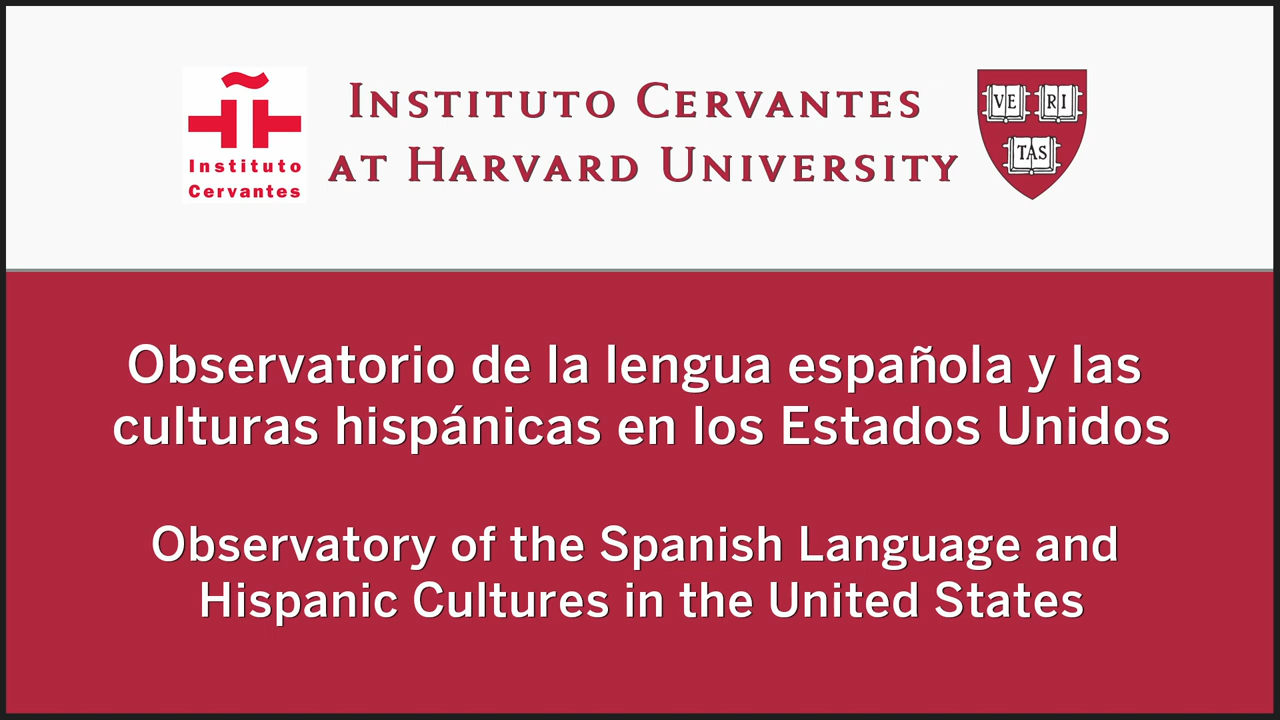 Instituto
Cervantes
INSTITUTO CERVANTES
AT HARVARD UNIVERSITY
VE RI
TAS
Observatorio de la lengua española y las
culturas hispánicas en los Estados Unidos
Observatory of the Spanish Language and
Hispanic Cultures in the United States